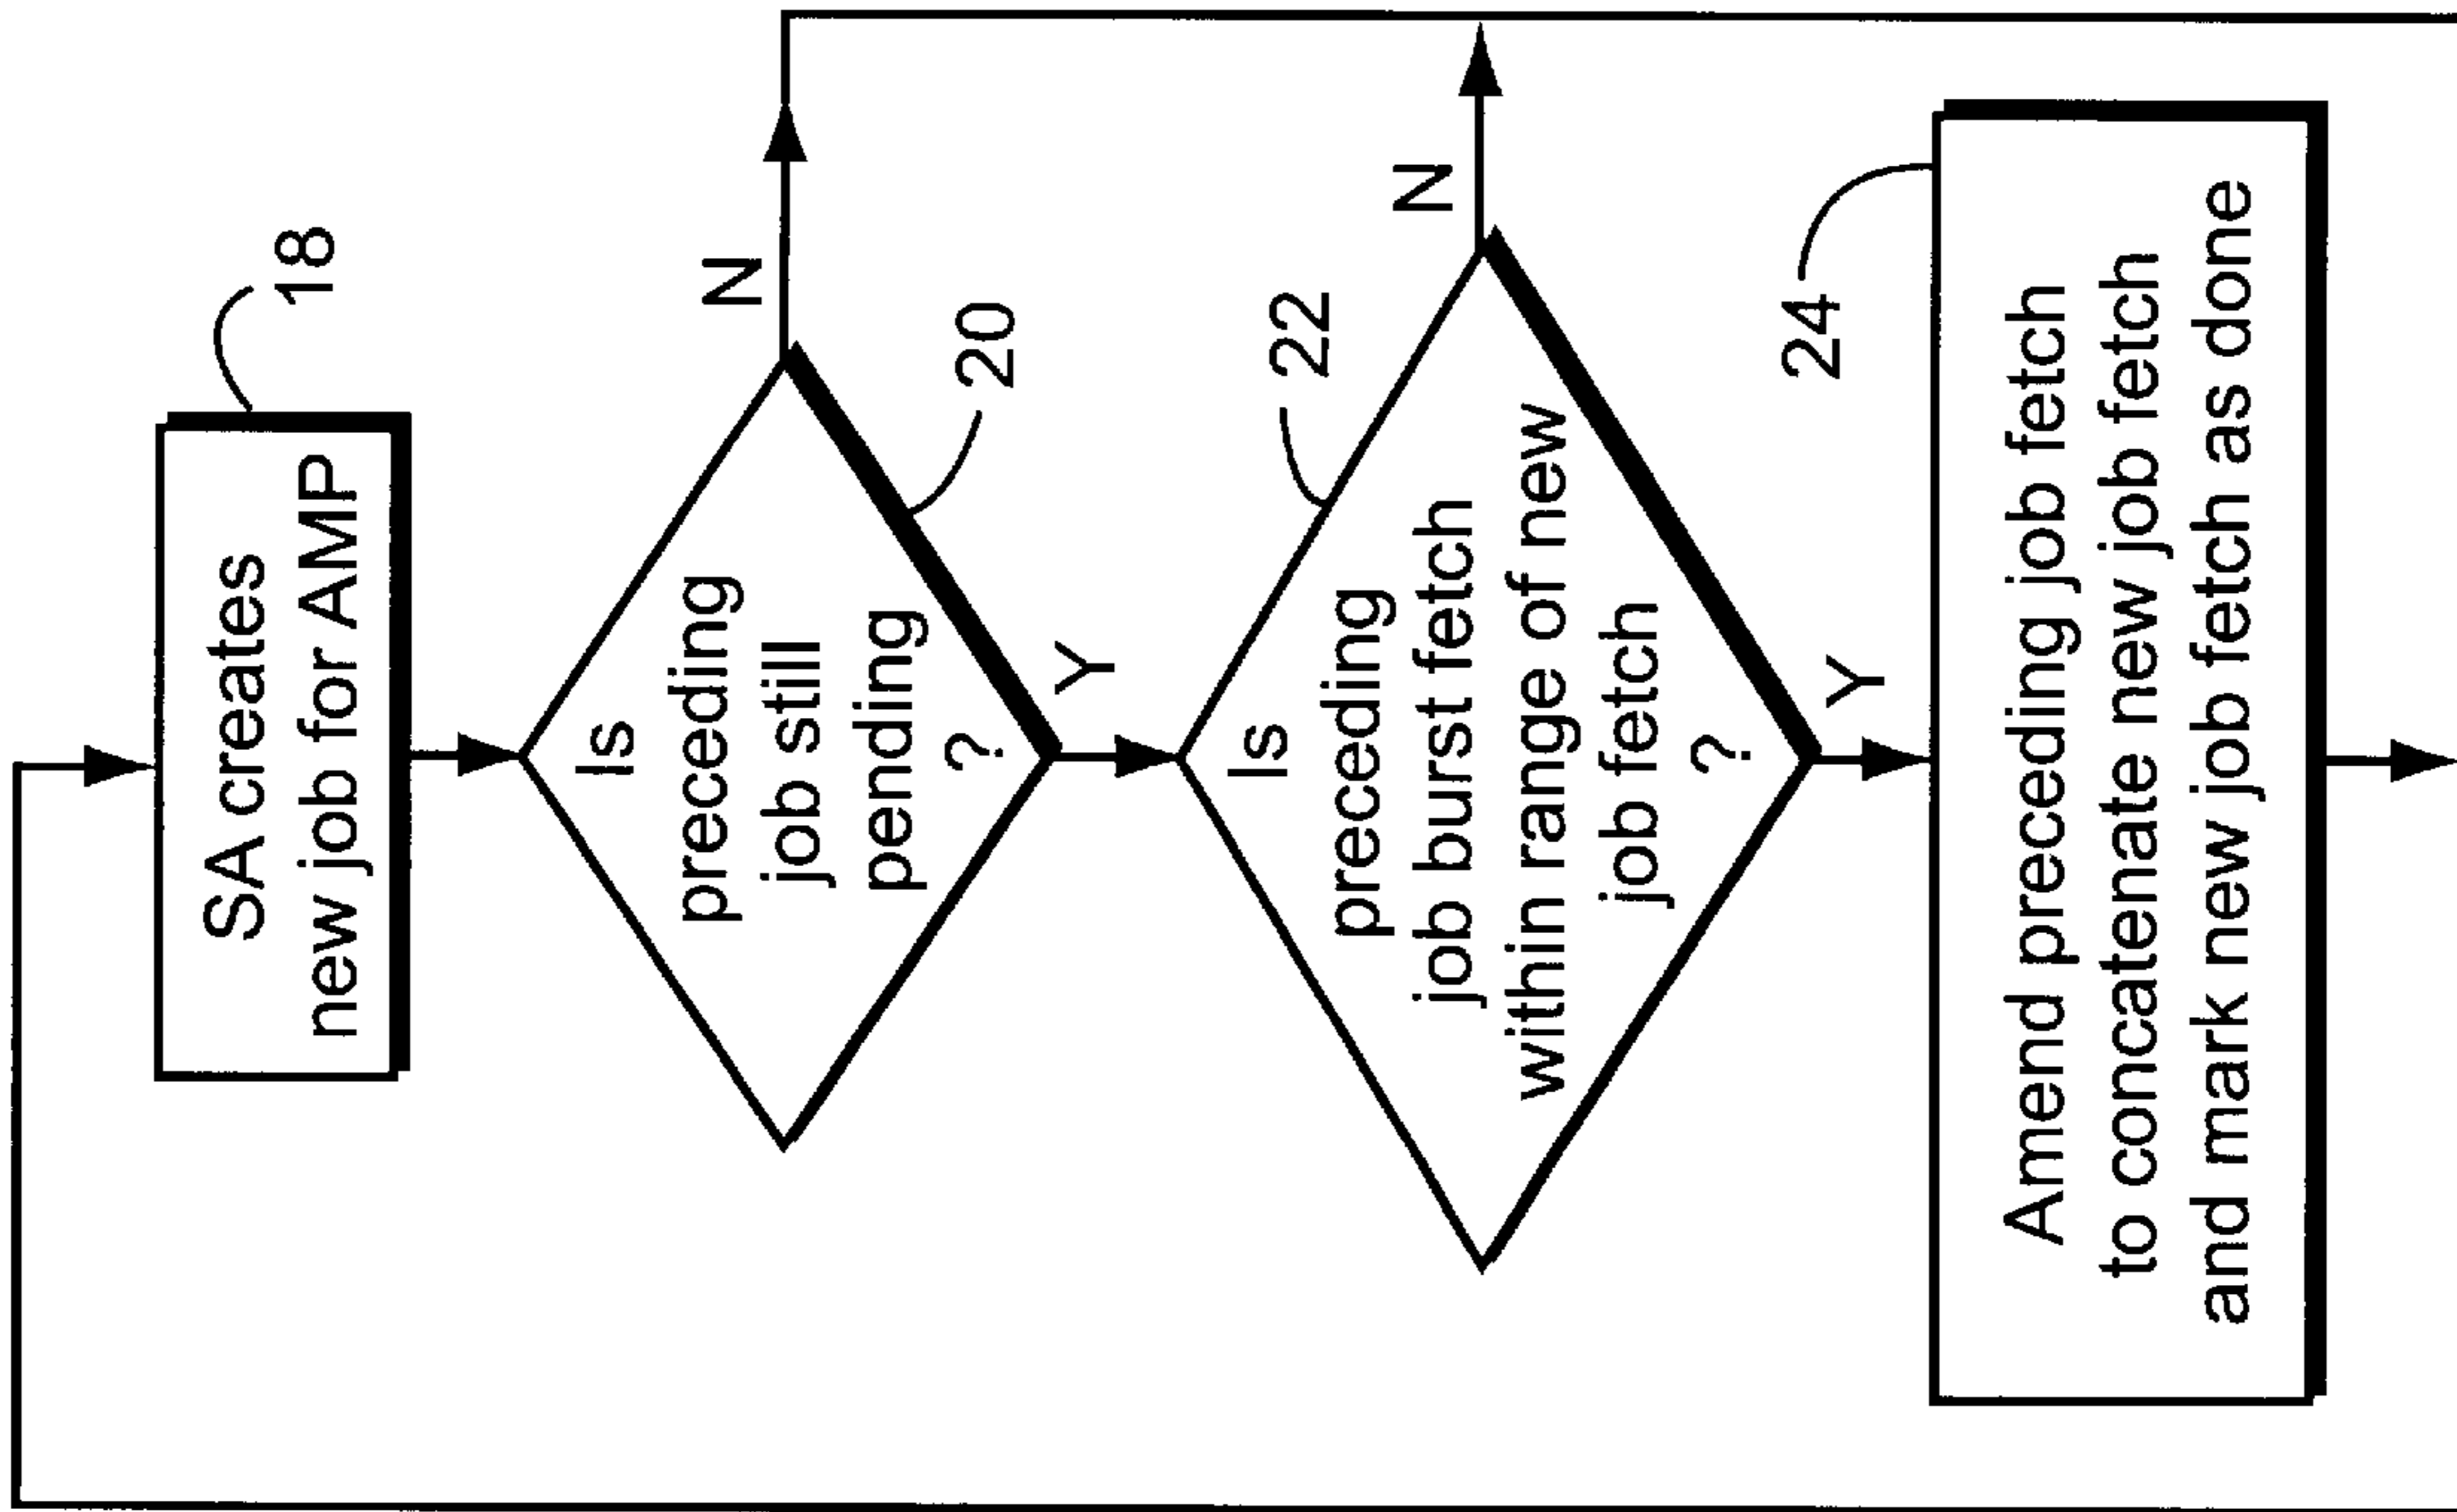 SA creates
new job for AMP
18
Is
preceding
job still
pending
?
20
N
Y
Is
preceding
job burst fetch
within range of new
job fetch
?
22
N
Y
24
Amend preceding job fetch
to concatenate new job fetch
and mark new job fetch as done